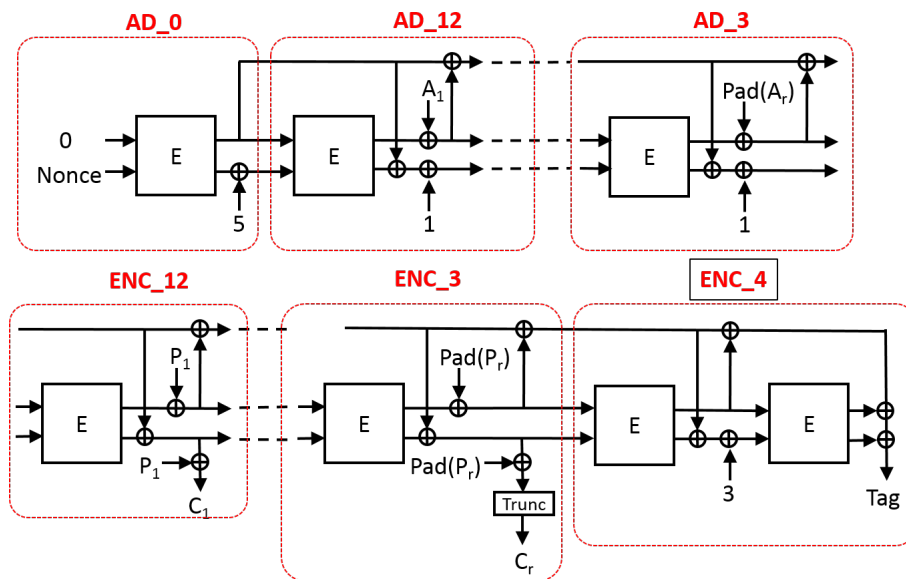 AD_0 AD_12 AD_3
A₁ Pad(Aᵣ)
0 E E E
Nonce
5 1 1
ENC_12 ENC_3 ENC_4
P₁ Pad(Pᵣ)
E E E E
P₁ Pad(Pᵣ) 3
C₁ Trunc Tag
Cᵣ